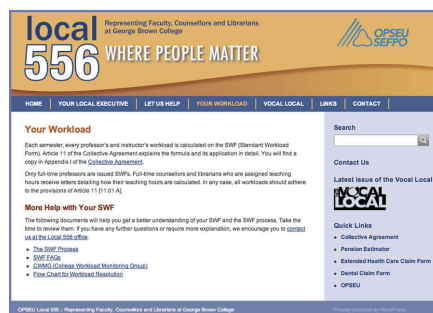 local
556
Representing Faculty, Counsellors and Librarians
at George Brown College
WHERE PEOPLE MATTER
OPSEU
SEFPO
HOME
YOUR LOCAL EXECUTIVE
LET US HELP
YOUR WORKLOAD
VOCAL LOCAL
LINKS
CONTACT
Your Workload
Each semester, every professor's and instructor's workload is calculated on the SWF (Standard Workload
Form). Article 11 of the Collective Agreement explains the formula and its application in detail. You will find a
copy in Appendix I of the Collective Agreement.
Only full-time professors are issued SWFs. Full-time counsellors and librarians who are assigned teaching
hours receive letters detailing how their teaching hours are calculated. In any case, all workloads should adhere
to the provisions of Article 11 [11.01 A].
More Help with Your SWF
The following documents will help you get a better understanding of your SWF and the SWF process. Take the
time to review them. If you have any further questions or require more explanation, we encourage you to contact
us at the Local 556 office.
The SWF Process
SWF FAQs
CWMG (College Workload Monitoring Group)
Flow Chart for Workload Resolution
Search
Contact Us
Latest issue of the Vocal Local
VOCAL
LOCAL
Quick Links
Collective Agreement
Pension Estimator
Extended Health Care Claim Form
Dental Claim Form
OPSEU
OPSEU Local 556 : Representing Faculty, Counsellors and Librarians at George Brown College
Proudly powered by WordPress